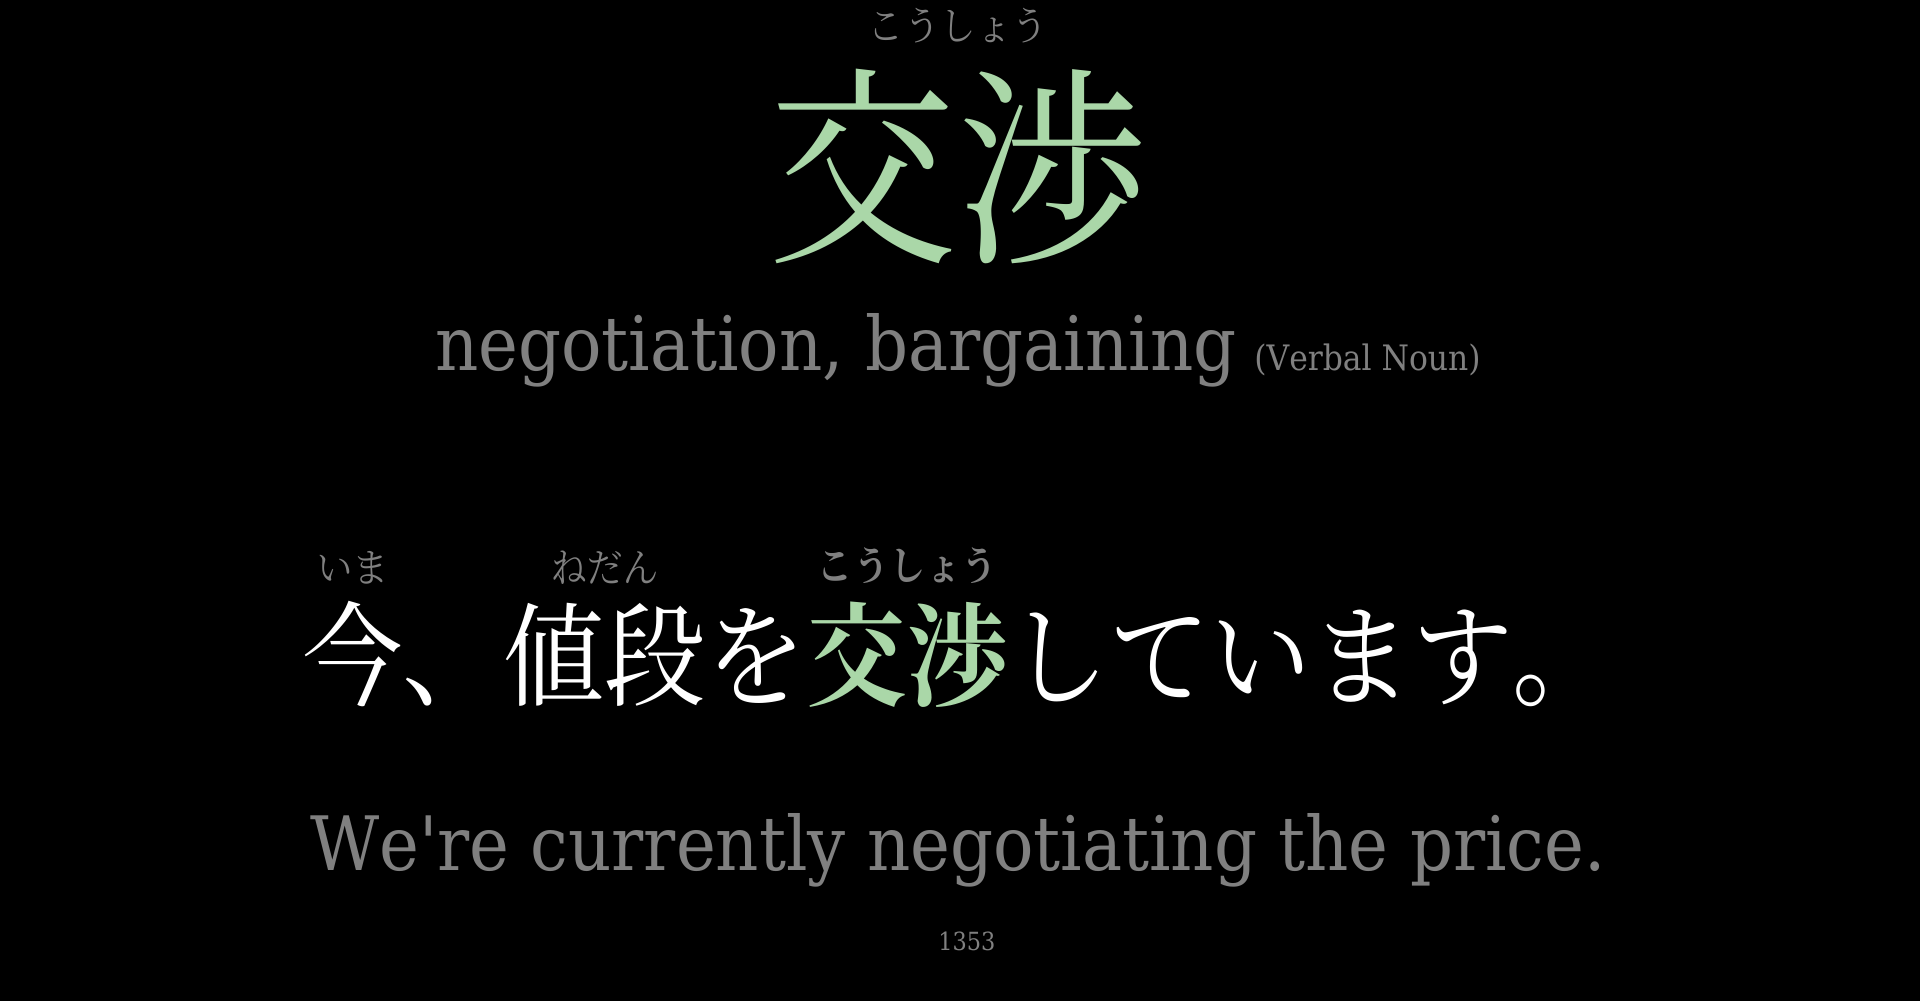 こうしょう
交渉
negotiation, bargaining (Verbal Noun)
いま ねだん こうしょう
今、値段を交渉しています。
We're currently negotiating the price.
1353